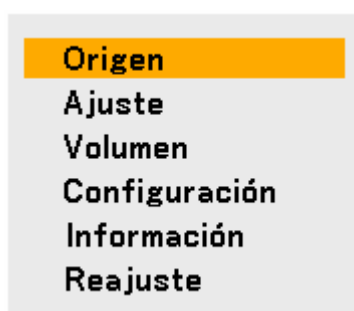 Origen
Ajuste
Volumen
Configuración
Información
Reajuste